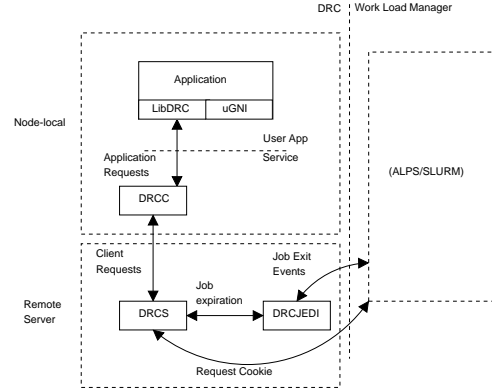 DRC
Work Load Manager
Application
LibDRC
uGNI
Node-local
User App
Service
Application
Requests
(ALPS/SLURM)
DRCC
Client
Requests
Job Exit
Events
Job
expiration
Remote
Server
DRCS
DRCJEDI
Request Cookie